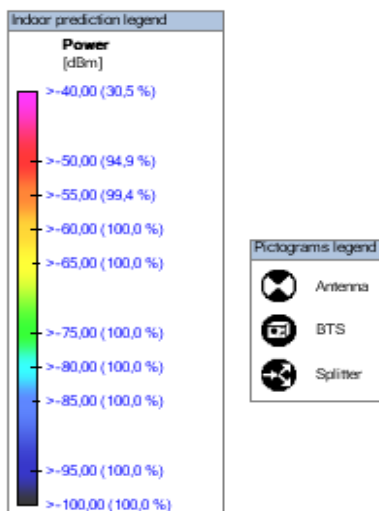 Indoor prediction legend
Power
[dBm]
>-40,00 (30,5 %)
>-50,00 (94,9 %)
>-55,00 (99,4 %)
>-60,00 (100,0 %)
>-65,00 (100,0 %)
>-75,00 (100,0 %)
>-80,00 (100,0 %)
>-85,00 (100,0 %)
>-95,00 (100,0 %)
>-100,00 (100,0 %)
Pictograms legend
Antenna
BTS
Splitter